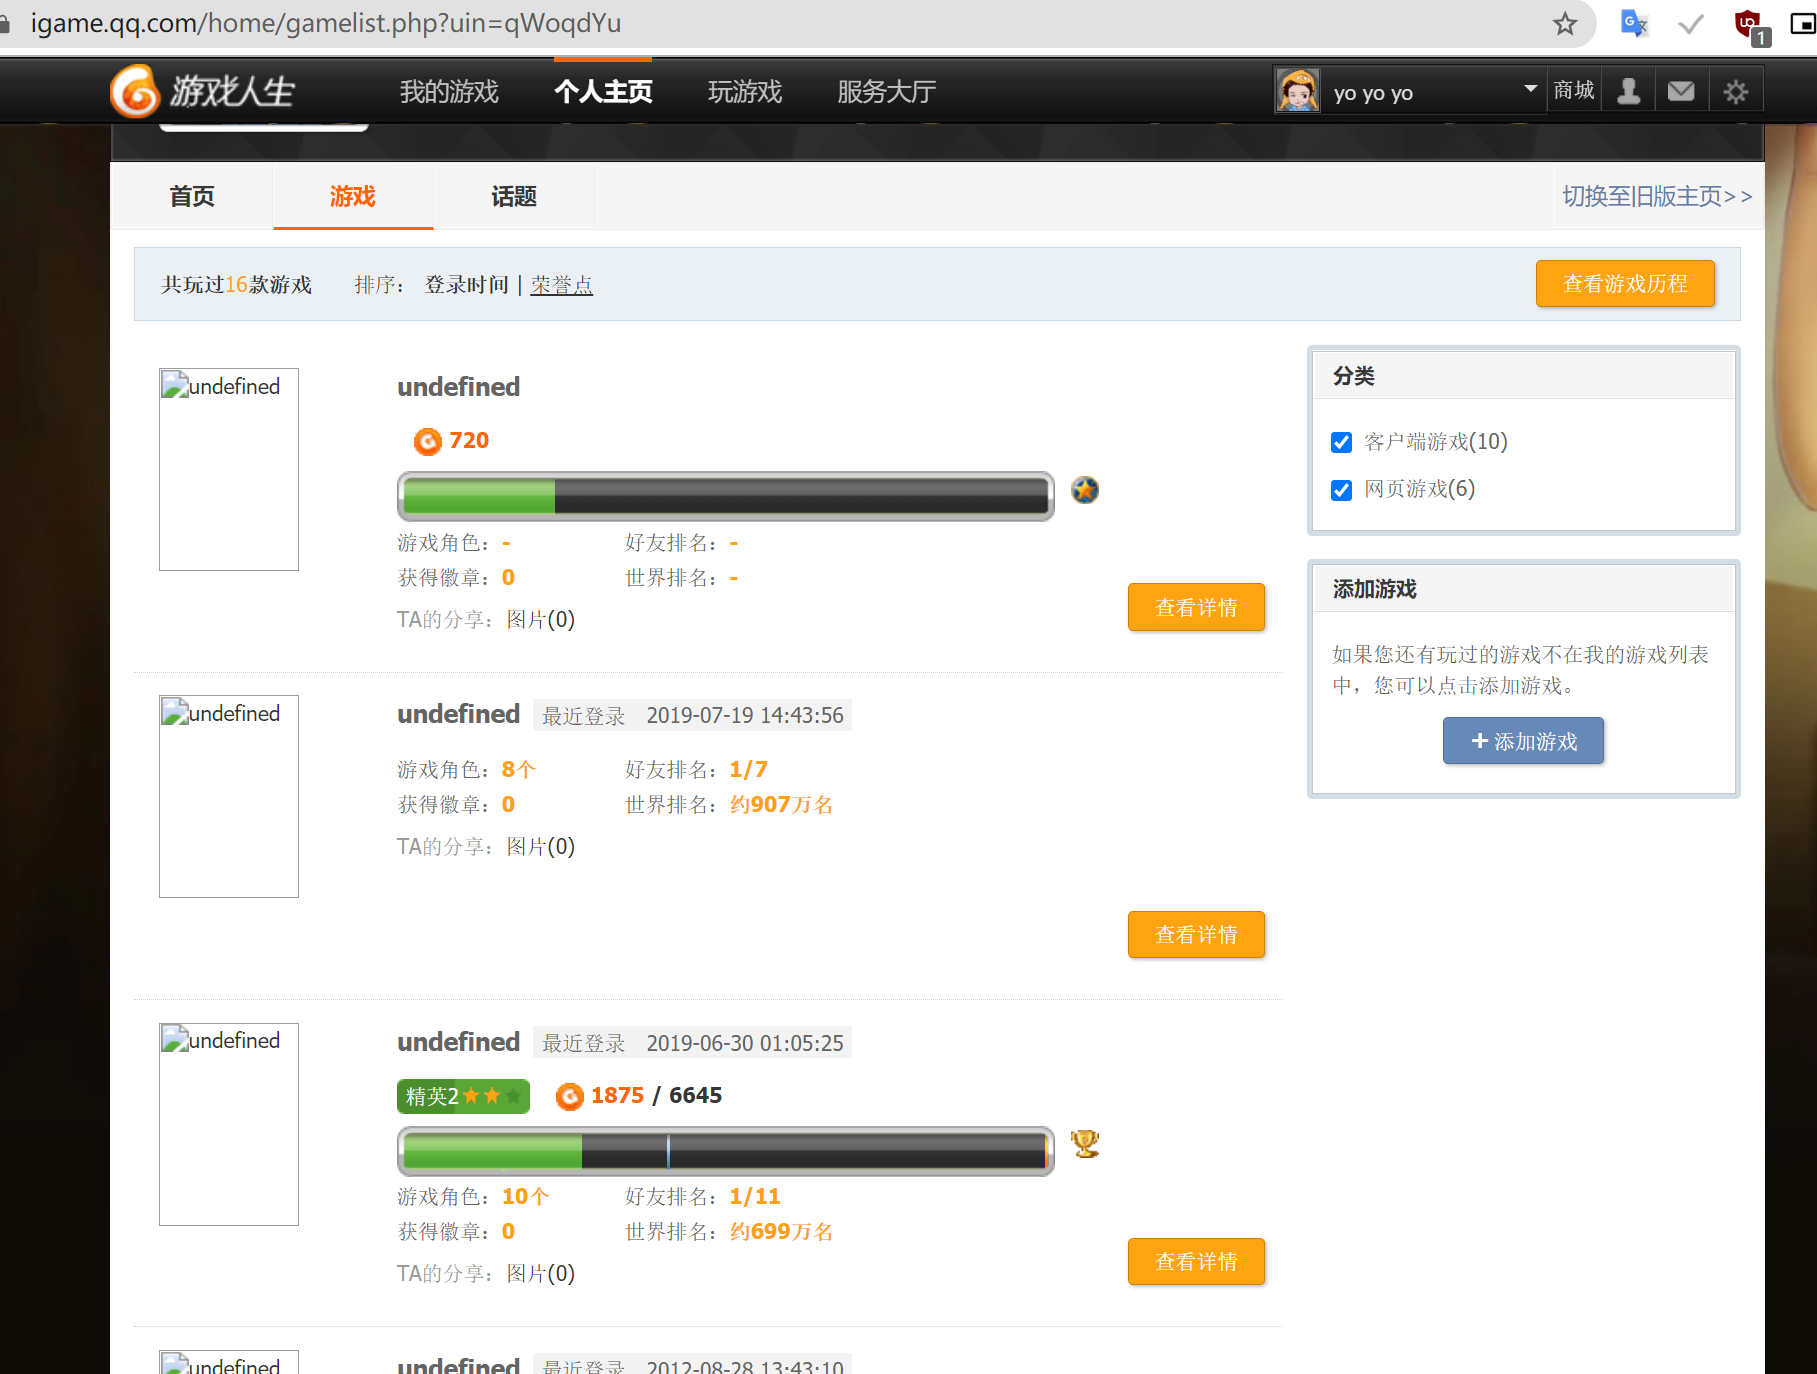 igame.qq.com/home/gamelist.php?uin=qWoqdYu
1
游戏人生 我的游戏 个人主页 玩游戏 服务大厅 yo yo yo 商城
首页 游戏 话题 切换至旧版主页>>
共玩过16款游戏 排序： 登录时间 | 荣誉点 查看游戏历程
undefined
undefined
720
游戏角色：- 好友排名：-
获得徽章：0 世界排名：-
TA的分享：图片(0)
查看详情
undefined
undefined 最近登录 2019-07-19 14:43:56
游戏角色：8个 好友排名：1/7
获得徽章：0 世界排名：约907万名
TA的分享：图片(0)
查看详情
undefined
undefined 最近登录 2019-06-30 01:05:25
精英2 1875 / 6645
游戏角色：10个 好友排名：1/11
获得徽章：0 世界排名：约699万名
TA的分享：图片(0)
查看详情
undefined
undefined 最近登录 2012-08-28 13:43:10
分类
客户端游戏(10)
网页游戏(6)
添加游戏
如果您还有玩过的游戏不在我的游戏列表
中，您可以点击添加游戏。
+添加游戏